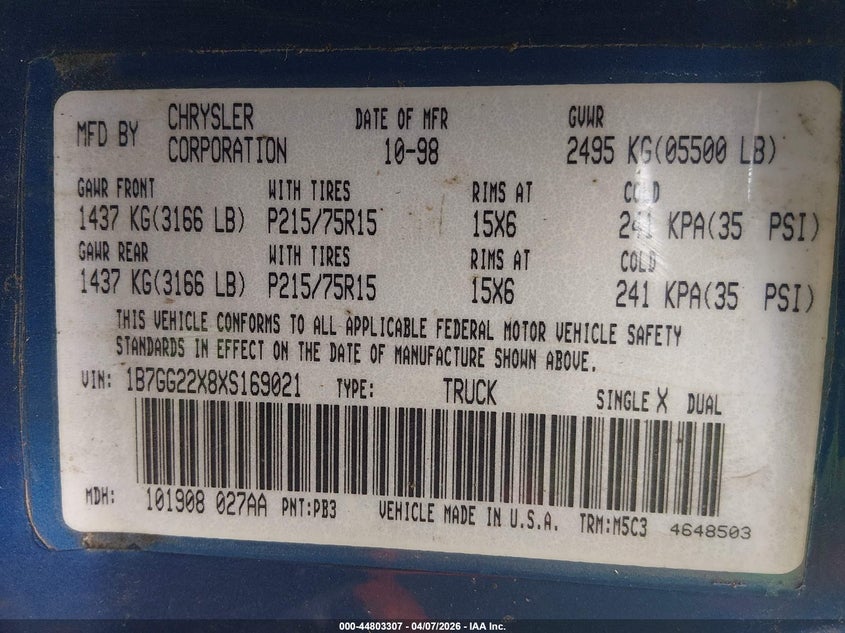 MFD BY CHRYSLER CORPORATION DATE OF MFR 10-98 GVWR 2495 KG(05500 LB)
GAWR FRONT WITH TIRES RIMS AT COLD
1437 KG(3166 LB) P215/75R15 15X6 241 KPA(35 PSI)
GAWR REAR WITH TIRES RIMS AT COLD
1437 KG(3166 LB) P215/75R15 15X6 241 KPA(35 PSI)
THIS VEHICLE CONFORMS TO ALL APPLICABLE FEDERAL MOTOR VEHICLE SAFETY
STANDARDS IN EFFECT ON THE DATE OF MANUFACTURE SHOWN ABOVE.
VIN: 1B7GG22X8XS169021 TYPE: TRUCK SINGLE X DUAL
MDH: 101908 027AA PNT:PB3 VEHICLE MADE IN U.S.A. TRM:M5C3 4648503
000-44803307 - 04/07/2026 - IAA Inc.